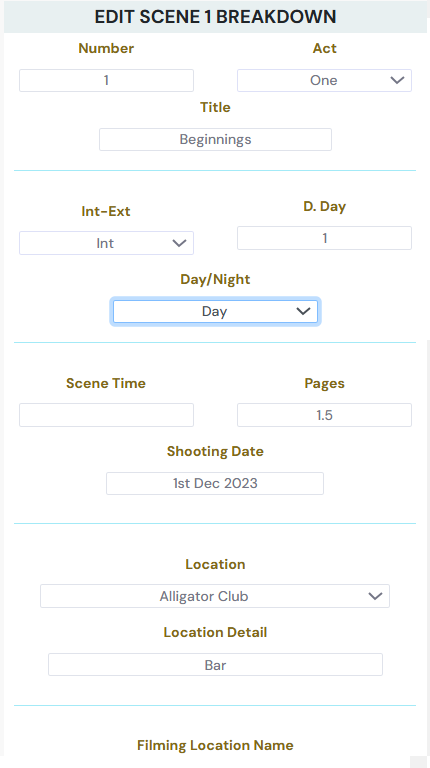 EDIT SCENE 1 BREAKDOWN
Number Act
1 One
Title
Beginnings
Int-Ext D. Day
Int 1
Day/Night
Day
Scene Time Pages
1.5
Shooting Date
1st Dec 2023
Location
Alligator Club
Location Detail
Bar
Filming Location Name